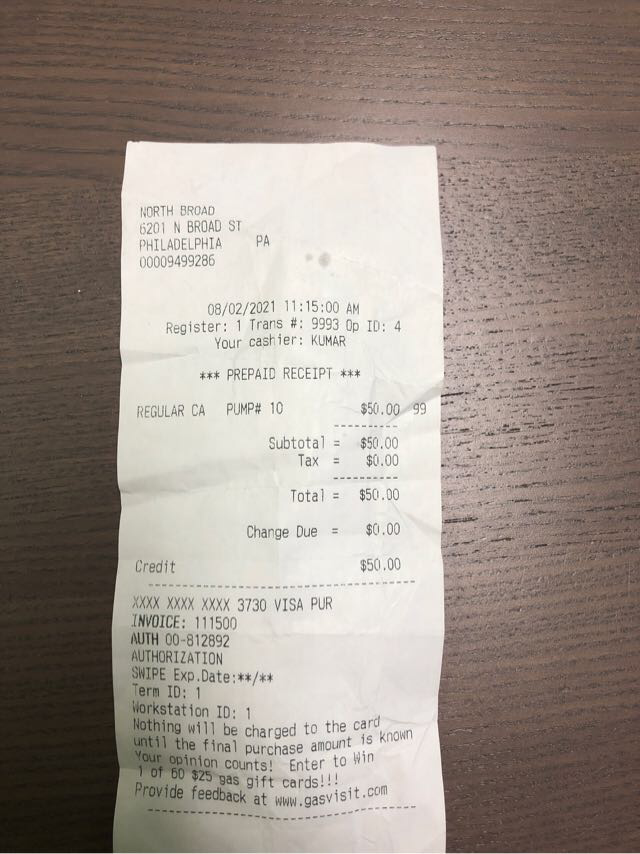 NORTH BROAD
6201 N BROAD ST
PHILADELPHIA PA
00009499286
08/02/2021 11:15:00 AM
Register: 1 Trans #: 9993 Op ID: 4
Your cashier: KUMAR
*** PREPAID RECEIPT ***
REGULAR CA PUMP# 10 $50.00 99
Subtotal = $50.00
Tax = $0.00
Total = $50.00
Change Due = $0.00
Credit $50.00
XXXX XXXX XXXX 3730 VISA PUR
INVOICE: 111500
AUTH 00-812892
AUTHORIZATION
SWIPE Exp.Date:**/**
Term ID: 1
Workstation ID: 1
Nothing will be charged to the card
until the final purchase amount is known
Your opinion counts! Enter to Win
1 of 60 $25 gas gift cards!!!
Provide feedback at www.gasvisit.com